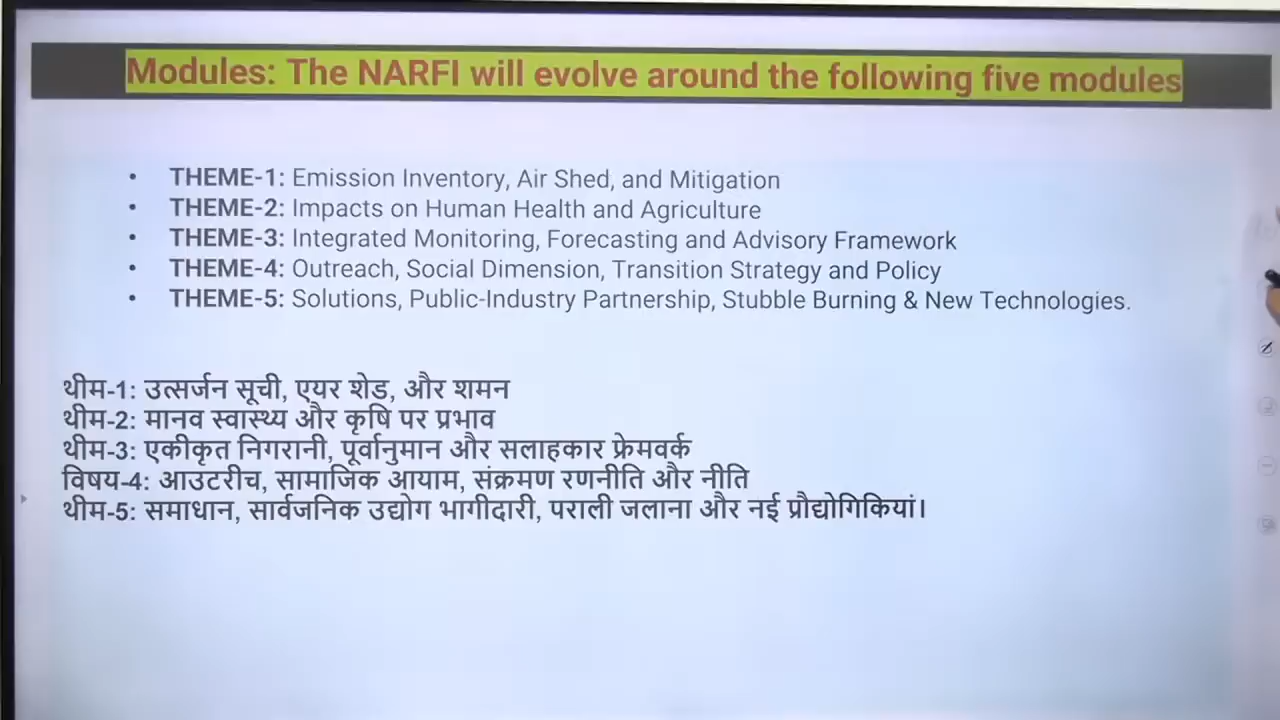 Modules: The NARFI will evolve around the following five modules
• THEME-1: Emission Inventory, Air Shed, and Mitigation
• THEME-2: Impacts on Human Health and Agriculture
• THEME-3: Integrated Monitoring, Forecasting and Advisory Framework
• THEME-4: Outreach, Social Dimension, Transition Strategy and Policy
• THEME-5: Solutions, Public-Industry Partnership, Stubble Burning & New Technologies.
थीम-1: उत्सर्जन सूची, एयर शेड, और शमन
थीम-2: मानव स्वास्थ्य और कृषि पर प्रभाव
थीम-3: एकीकृत निगरानी, पूर्वानुमान और सलाहकार फ्रेमवर्क
विषय-4: आउटरीच, सामाजिक आयाम, संक्रमण रणनीति और नीति
थीम-5: समाधान, सार्वजनिक उद्योग भागीदारी, पराली जलाना और नई प्रौद्योगिकियां।